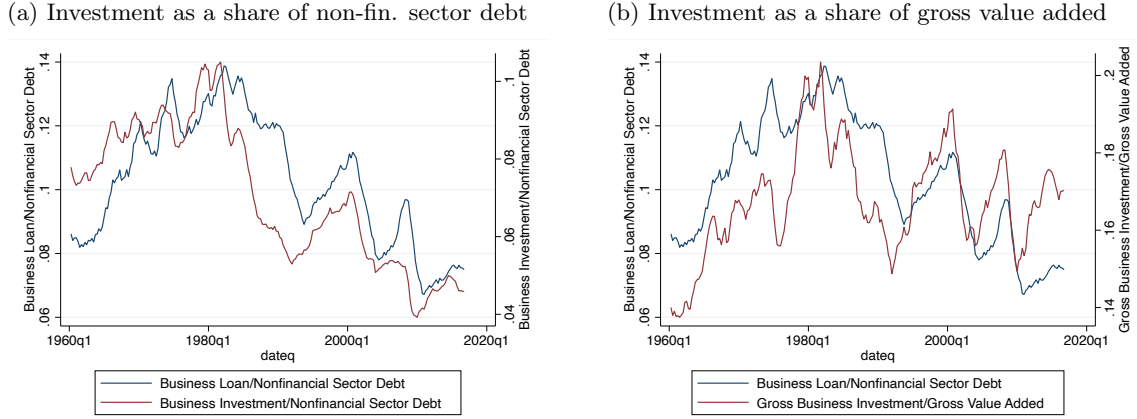 (a) Investment as a share of non-fin. sector debt
Business Loan/Nonfinancial Sector Debt
.14
.12
.1
.08
.06
.1
.08
.06
.04
Business Investment/Nonfinancial Sector Debt
1960q1 1980q1 2000q1 2020q1
dateq
Business Loan/Nonfinancial Sector Debt
Business Investment/Nonfinancial Sector Debt
(b) Investment as a share of gross value added
Business Loan/Nonfinancial Sector Debt
.14
.12
.1
.08
.06
.2
.18
.16
.14
Gross Business Investment/Gross Value Added
1960q1 1980q1 2000q1 2020q1
dateq
Business Loan/Nonfinancial Sector Debt
Gross Business Investment/Gross Value Added